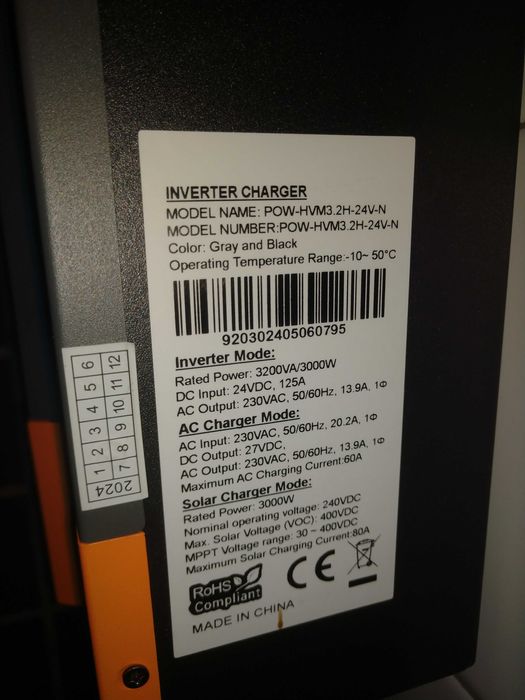 INVERTER CHARGER
MODEL NAME: POW-HVM3.2H-24V-N
MODEL NUMBER:POW-HVM3.2H-24V-N
Color: Gray and Black
Operating Temperature Range:-10~ 50°C
920302405060795
Inverter Mode:
Rated Power: 3200VA/3000W
DC Input: 24VDC, 125A
AC Output: 230VAC, 50/60Hz, 13.9A, 1Φ
AC Charger Mode:
AC Input: 230VAC, 50/60Hz, 20.2A, 1Φ
DC Output: 27VDC,
AC Output: 230VAC, 50/60Hz, 13.9A, 1Φ
Maximum AC Charging Current:60A
Solar Charger Mode:
Rated Power: 3000W
Nominal operating voltage: 240VDC
Max. Solar Voltage (VOC): 400VDC
MPPT Voltage range: 30 ~ 400VDC
Maximum Solar Charging Current:80A
RoHS
Compliant
CE
MADE IN CHINA
2024
1 2 3 4 5 6
7 8 9 10 11 12